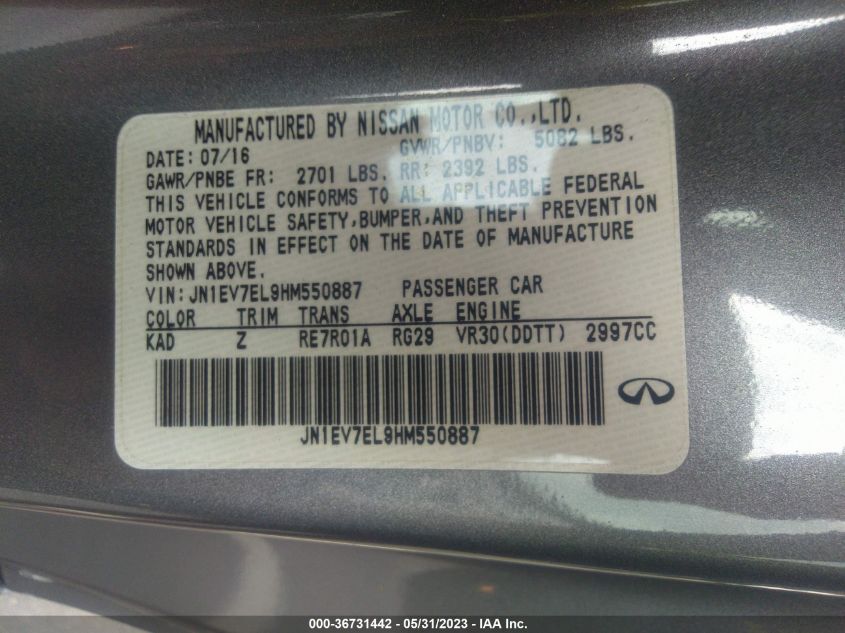 MANUFACTURED BY NISSAN MOTOR CO.,LTD.
DATE: 07/16 GVWR/PNBV: 5082 LBS.
GAWR/PNBE FR: 2701 LBS. RR: 2392 LBS.
THIS VEHICLE CONFORMS TO ALL APPLICABLE FEDERAL
MOTOR VEHICLE SAFETY,BUMPER,AND THEFT PREVENTION
STANDARDS IN EFFECT ON THE DATE OF MANUFACTURE
SHOWN ABOVE.
VIN:JN1EV7EL9HM550887 PASSENGER CAR
COLOR TRIM TRANS AXLE ENGINE
KAD Z RE7R01A RG29 VR30(DDTT) 2997CC
JN1EV7EL9HM550887
000-36731442 - 05/31/2023 - IAA Inc.